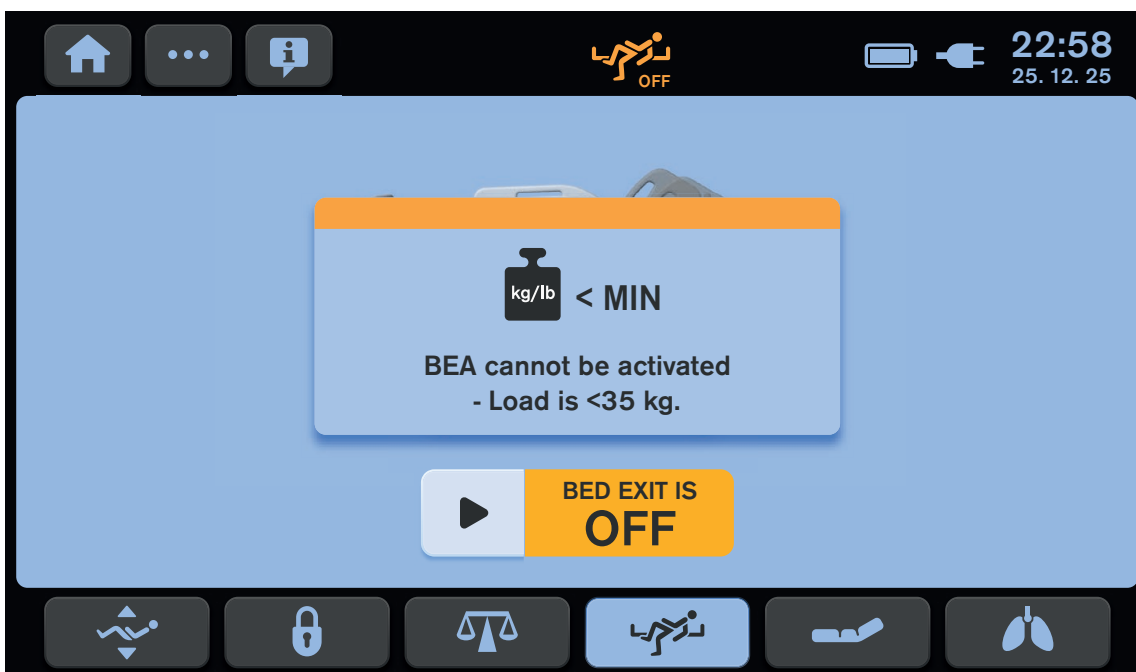 OFF
22:58
25. 12. 25
kg/lb
< MIN
BEA cannot be activated
- Load is <35 kg.
BED EXIT IS
OFF